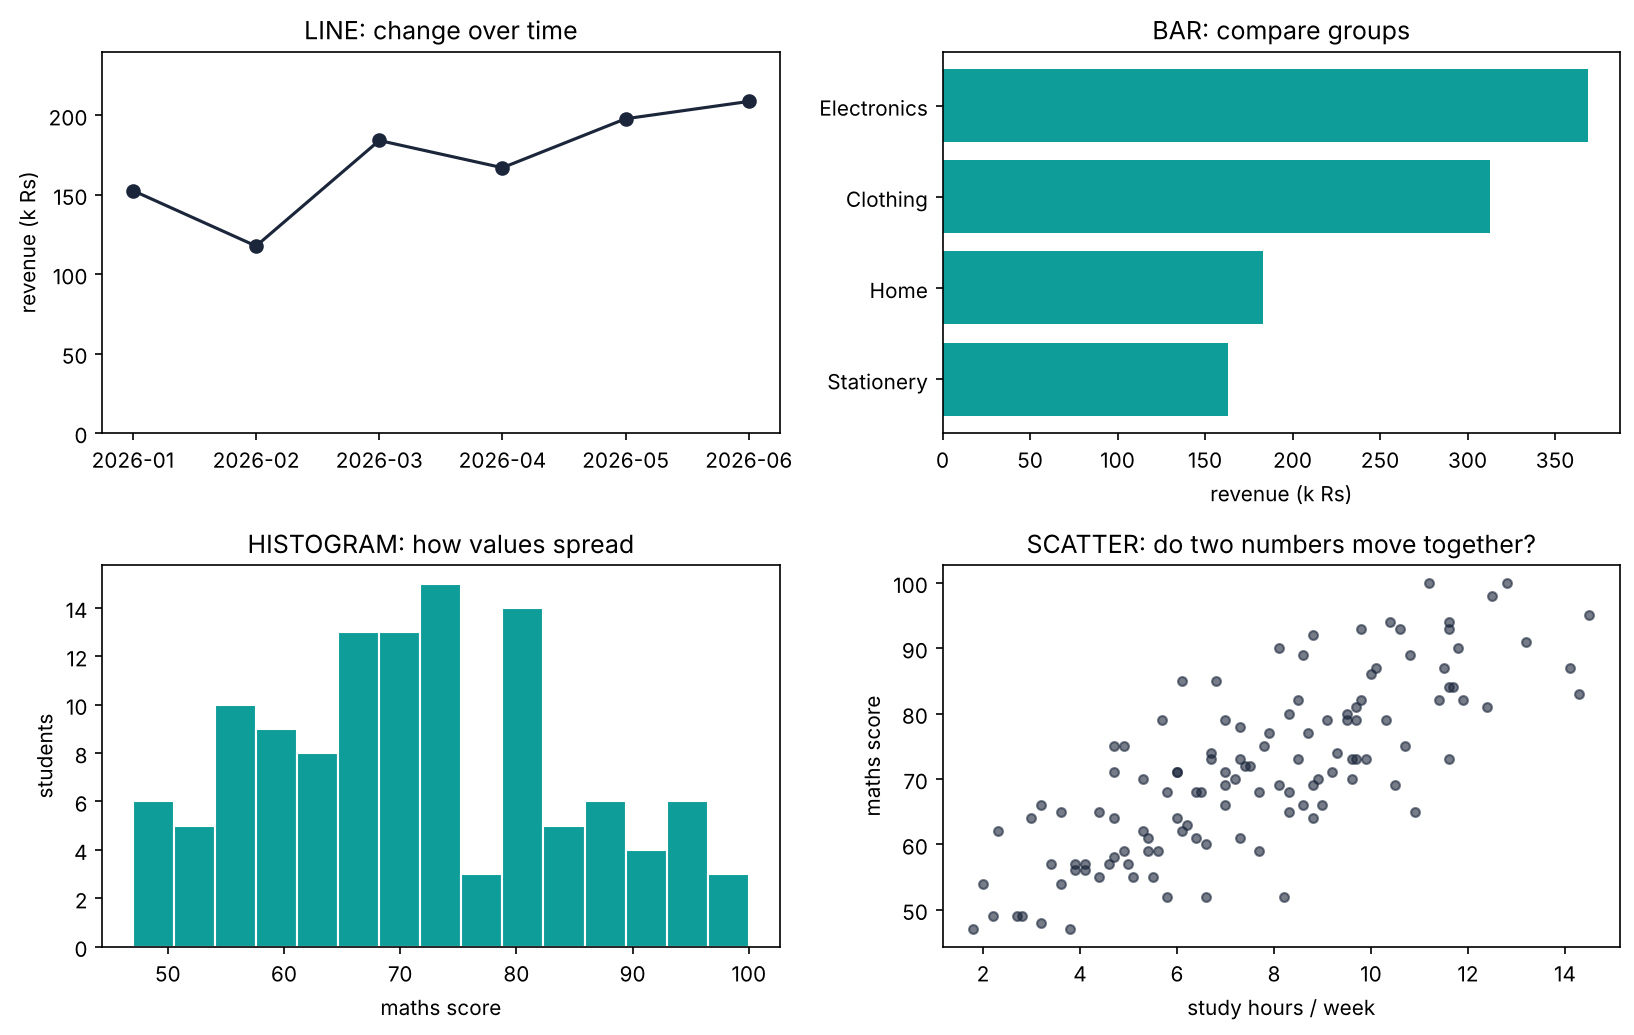 LINE: change over time
revenue (k Rs)
200
150
100
50
0
2026-01 2026-02 2026-03 2026-04 2026-05 2026-06
BAR: compare groups
Electronics
Clothing
Home
Stationery
0 50 100 150 200 250 300 350
revenue (k Rs)
HISTOGRAM: how values spread
students
14
12
10
8
6
4
2
0
50 60 70 80 90 100
maths score
SCATTER: do two numbers move together?
maths score
100
90
80
70
60
50
2 4 6 8 10 12 14
study hours / week